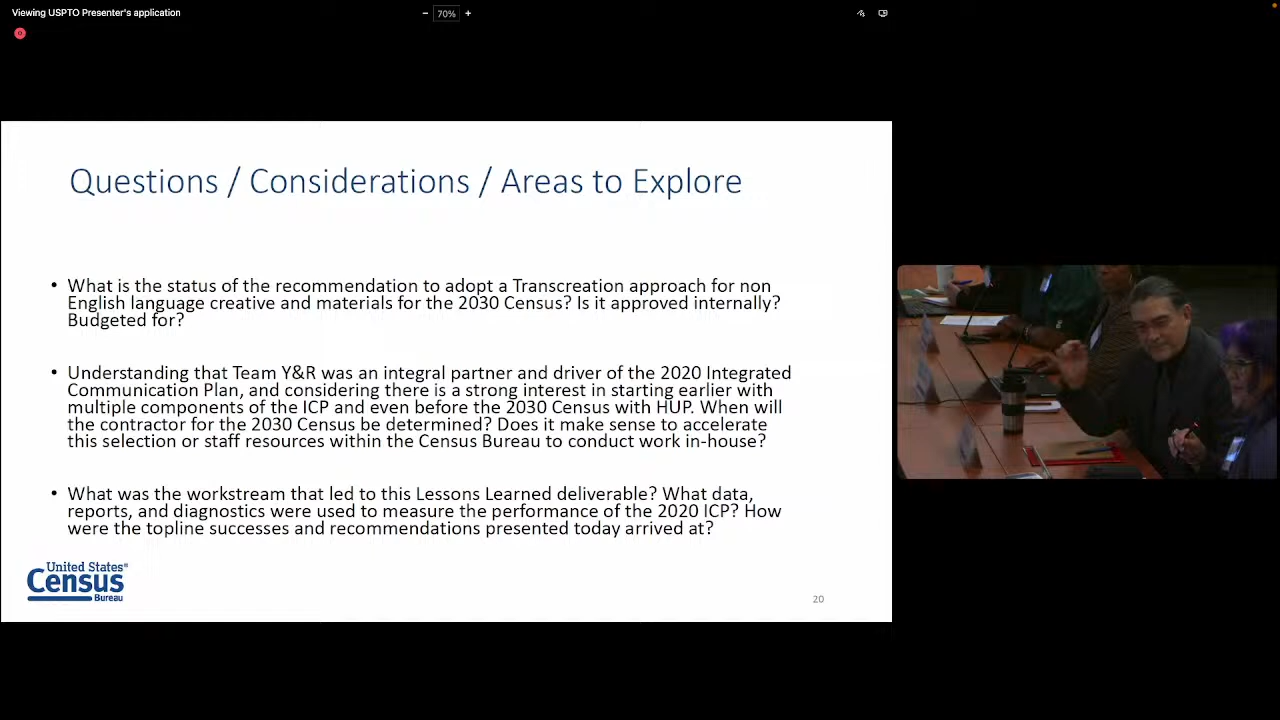 Viewing USPTO Presenter's application
− 70% +
Questions / Considerations / Areas to Explore
• What is the status of the recommendation to adopt a Transcreation approach for non
English language creative and materials for the 2030 Census? Is it approved internally?
Budgeted for?
• Understanding that Team Y&R was an integral partner and driver of the 2020 Integrated
Communication Plan, and considering there is a strong interest in starting earlier with
multiple components of the ICP and even before the 2030 Census with HUP. When will
the contractor for the 2030 Census be determined? Does it make sense to accelerate
this selection or staff resources within the Census Bureau to conduct work in-house?
• What was the workstream that led to this Lessons Learned deliverable? What data,
reports, and diagnostics were used to measure the performance of the 2020 ICP? How
were the topline successes and recommendations presented today arrived at?
United States®
Census
Bureau
20